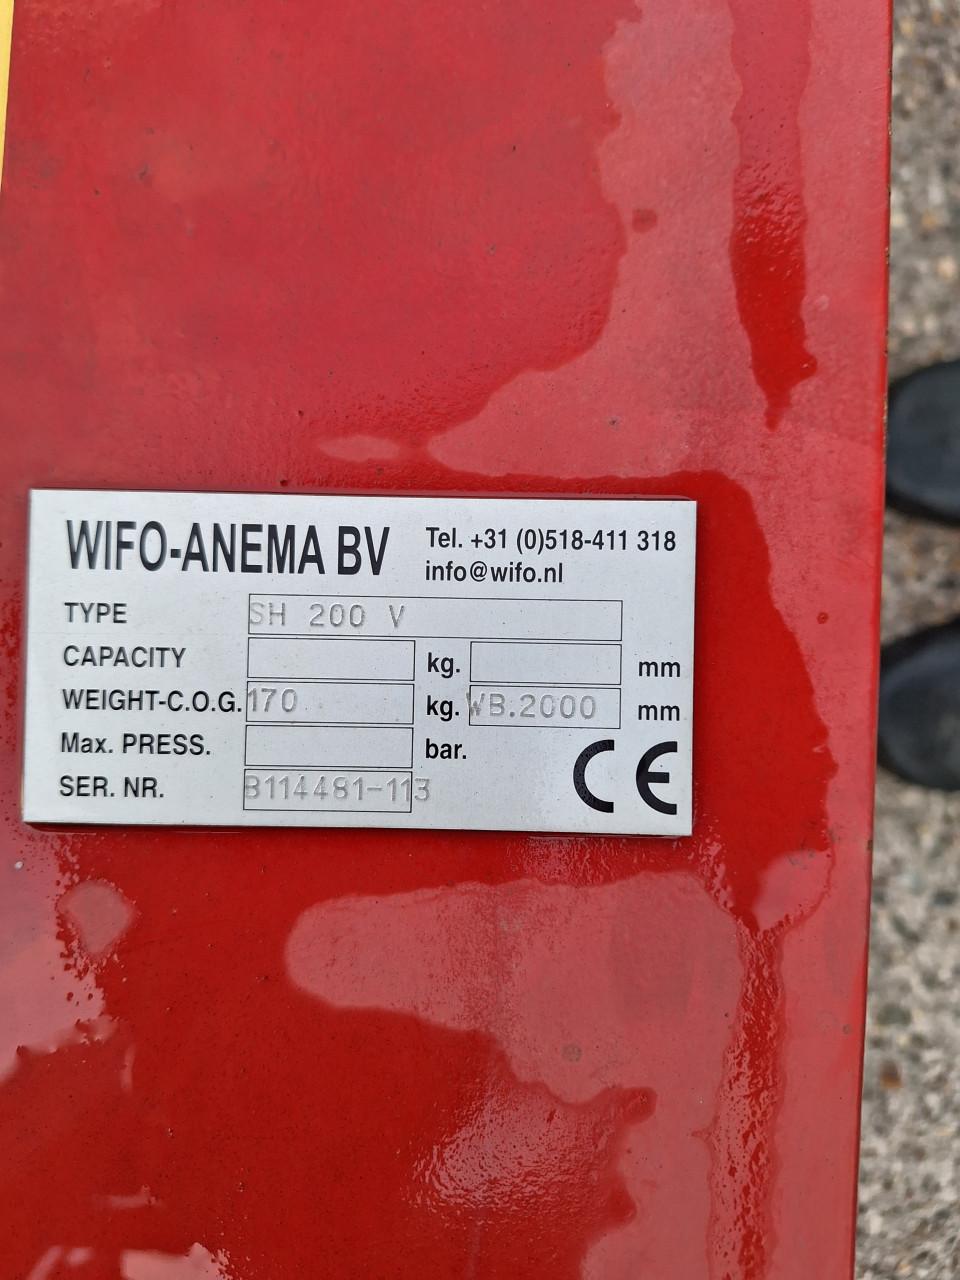 WIFO-ANEMA BV
Tel. +31 (0)518-411 318
info@wifo.nl
TYPE SH 200 V
CAPACITY kg. mm
WEIGHT-C.O.G. 170 kg. WB.2000 mm
Max. PRESS. bar.
SER. NR. B114481-113
CE